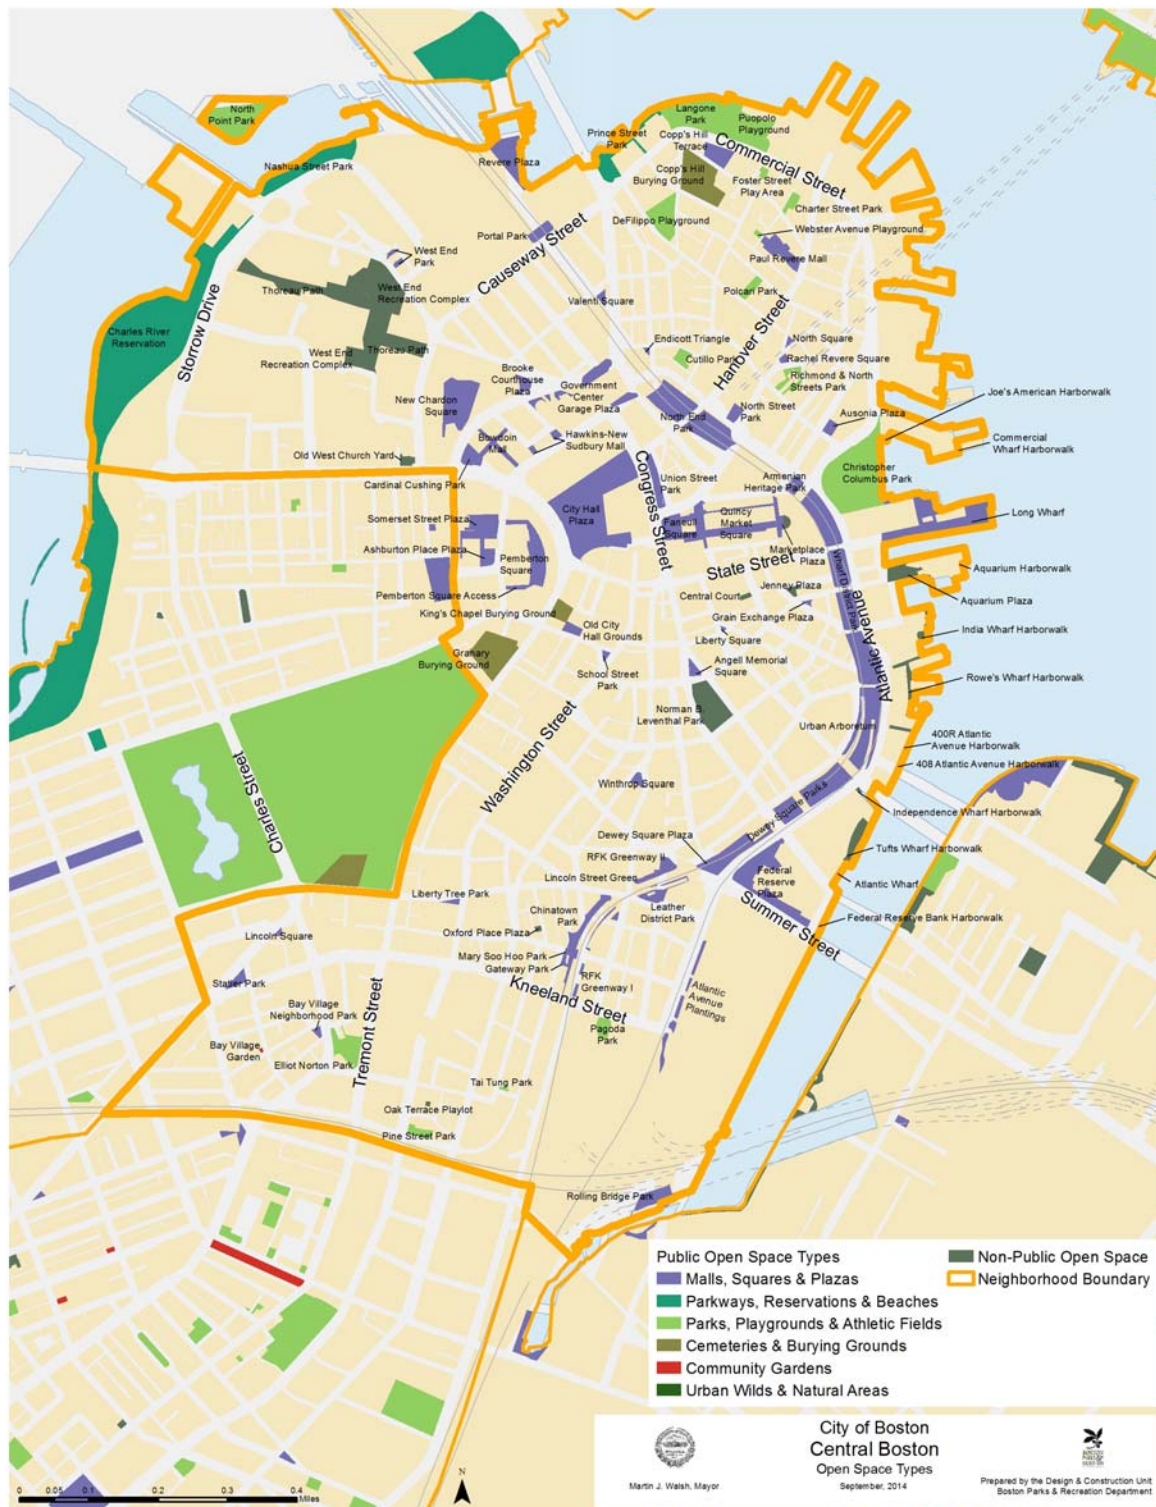 North
Point Park
Nashua Street Park
Revere Plaza
Prince Street
Park
Langone
Park
Puopolo
Playground
Copp's Hill
Terrace
Commercial Street
Copp's Hill
Burying Ground
Foster Street
Play Area
Charter Street Park
DeFilippo Playground
Webster Avenue Playground
Paul Revere Mall
Portal Park
Causeway Street
West End
Park
Thoreau Path
West End
Recreation Complex
Valenti Square
Polcari Park
Hanover Street
Storrow Drive
Charles River
Reservation
West End
Recreation Complex
Thoreau Path
Endicott Triangle
Cutillo Park
North Square
Rachel Revere Square
Richmond & North
Streets Park
Brooke
Courthouse
Plaza
Government
Center
Garage Plaza
New Chardon
Square
North End
Park
North Street
Park
Ausonia Plaza
Joe's American Harborwalk
Commercial
Wharf Harborwalk
Bowdoin
Mall
Hawkins-New
Sudbury Mall
Old West Church Yard
Cardinal Cushing Park
Congress Street
Union Street
Park
Armenian
Heritage Park
Christopher
Columbus Park
Somerset Street Plaza
City Hall
Plaza
Faneuil
Square
Quincy
Market
Square
Long Wharf
Ashburton Place Plaza
Pemberton
Square
Marketplace
Plaza
State Street
Wharf District Park
Aquarium Harborwalk
Pemberton Square Access
Jenney Plaza
Central Court
Aquarium Plaza
King's Chapel Burying Ground
Grain Exchange Plaza
Old City
Hall Grounds
Liberty Square
Atlantic Avenue
India Wharf Harborwalk
Granary
Burying Ground
School Street
Park
Angell Memorial
Square
Rowe's Wharf Harborwalk
Norman B.
Leventhal Park
Urban Arboretum
400R Atlantic
Avenue Harborwalk
Washington Street
408 Atlantic Avenue Harborwalk
Charles Street
Winthrop Square
Dewey Square Parks
Independence Wharf Harborwalk
Dewey Square Plaza
Tufts Wharf Harborwalk
RFK Greenway II
Lincoln Street Green
Federal
Reserve
Plaza
Atlantic Wharf
Liberty Tree Park
Chinatown
Park
Leather
District Park
Summer Street
Federal Reserve Bank Harborwalk
Lincoln Square
Oxford Place Plaza
Mary Soo Hoo Park
Gateway Park
Statler Park
RFK
Greenway I
Kneeland Street
Atlantic
Avenue
Plantings
Bay Village
Neighborhood Park
Tremont Street
Pagoda
Park
Bay Village
Garden
Elliot Norton Park
Tai Tung Park
Oak Terrace Playlot
Pine Street Park
Rolling Bridge Park
Public Open Space Types
Malls, Squares & Plazas
Parkways, Reservations & Beaches
Parks, Playgrounds & Athletic Fields
Cemeteries & Burying Grounds
Community Gardens
Urban Wilds & Natural Areas
Non-Public Open Space
Neighborhood Boundary
City of Boston
Central Boston
Open Space Types
September, 2014
Martin J. Walsh, Mayor
Prepared by the Design & Construction Unit
Boston Parks & Recreation Department
N
0 0.05 0.1 0.2 0.3 0.4
Miles